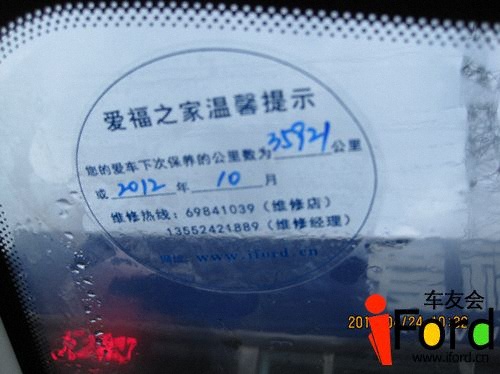 爱福之家温馨提示
您的爱车下次保养的公里数为35921公里
或2012年10月
维修热线：69841039（维修店）
13552421889（维修经理）
网址：www.iford.cn
车友会
iFord
www.iford.cn